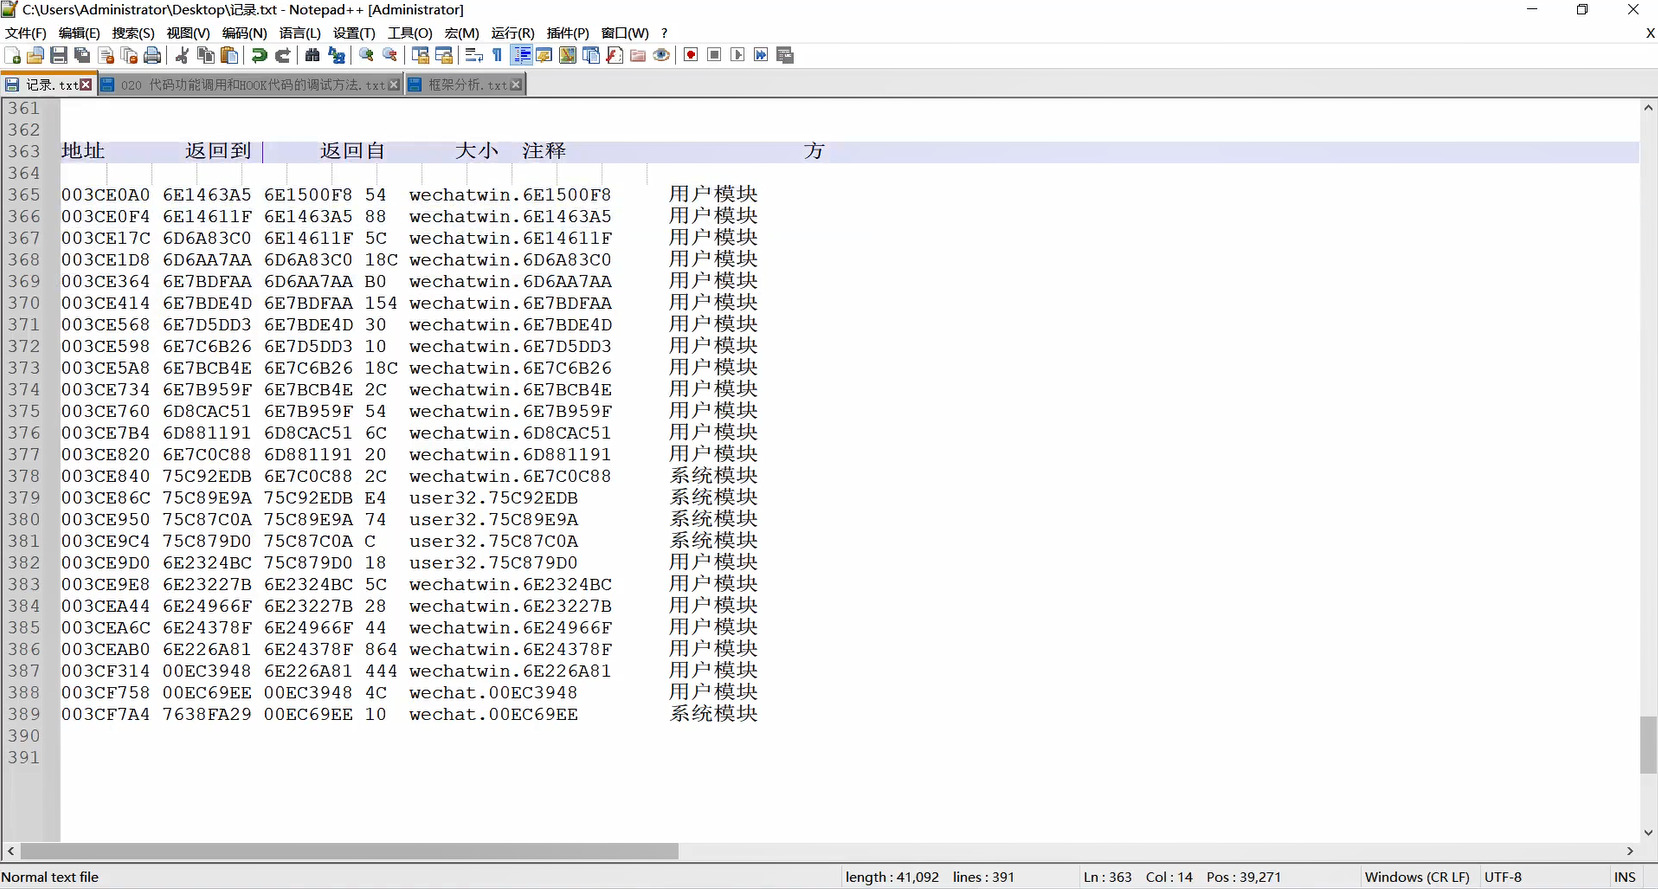 C:\Users\Administrator\Desktop\记录.txt - Notepad++ [Administrator]
文件(F) 编辑(E) 搜索(S) 视图(V) 编码(N) 语言(L) 设置(T) 工具(O) 宏(M) 运行(R) 插件(P) 窗口(W) ? X
记录.txt 020 代码功能调用和HOOK代码的调试方法.txt 框架分析.txt
361
362
363 地址 返回到 返回自 大小 注释 方
364
365 003CE0A0 6E1463A5 6E1500F8 54 wechatwin.6E1500F8 用户模块
366 003CE0F4 6E14611F 6E1463A5 88 wechatwin.6E1463A5 用户模块
367 003CE17C 6D6A83C0 6E14611F 5C wechatwin.6E14611F 用户模块
368 003CE1D8 6D6AA7AA 6D6A83C0 18C wechatwin.6D6A83C0 用户模块
369 003CE364 6E7BDFAA 6D6AA7AA B0 wechatwin.6D6AA7AA 用户模块
370 003CE414 6E7BDE4D 6E7BDFAA 154 wechatwin.6E7BDFAA 用户模块
371 003CE568 6E7D5DD3 6E7BDE4D 30 wechatwin.6E7BDE4D 用户模块
372 003CE598 6E7C6B26 6E7D5DD3 10 wechatwin.6E7D5DD3 用户模块
373 003CE5A8 6E7BCB4E 6E7C6B26 18C wechatwin.6E7C6B26 用户模块
374 003CE734 6E7B959F 6E7BCB4E 2C wechatwin.6E7BCB4E 用户模块
375 003CE760 6D8CAC51 6E7B959F 54 wechatwin.6E7B959F 用户模块
376 003CE7B4 6D881191 6D8CAC51 6C wechatwin.6D8CAC51 用户模块
377 003CE820 6E7C0C88 6D881191 20 wechatwin.6D881191 用户模块
378 003CE840 75C92EDB 6E7C0C88 2C wechatwin.6E7C0C88 系统模块
379 003CE86C 75C89E9A 75C92EDB E4 user32.75C92EDB 系统模块
380 003CE950 75C87C0A 75C89E9A 74 user32.75C89E9A 系统模块
381 003CE9C4 75C879D0 75C87C0A C user32.75C87C0A 系统模块
382 003CE9D0 6E2324BC 75C879D0 18 user32.75C879D0 用户模块
383 003CE9E8 6E23227B 6E2324BC 5C wechatwin.6E2324BC 用户模块
384 003CEA44 6E24966F 6E23227B 28 wechatwin.6E23227B 用户模块
385 003CEA6C 6E24378F 6E24966F 44 wechatwin.6E24966F 用户模块
386 003CEAB0 6E226A81 6E24378F 864 wechatwin.6E24378F 用户模块
387 003CF314 00EC3948 6E226A81 444 wechatwin.6E226A81 用户模块
388 003CF758 00EC69EE 00EC3948 4C wechat.00EC3948 用户模块
389 003CF7A4 7638FA29 00EC69EE 10 wechat.00EC69EE 系统模块
390
391
Normal text file length : 41,092 lines : 391 Ln : 363 Col : 14 Pos : 39,271 Windows (CR LF) UTF-8 INS